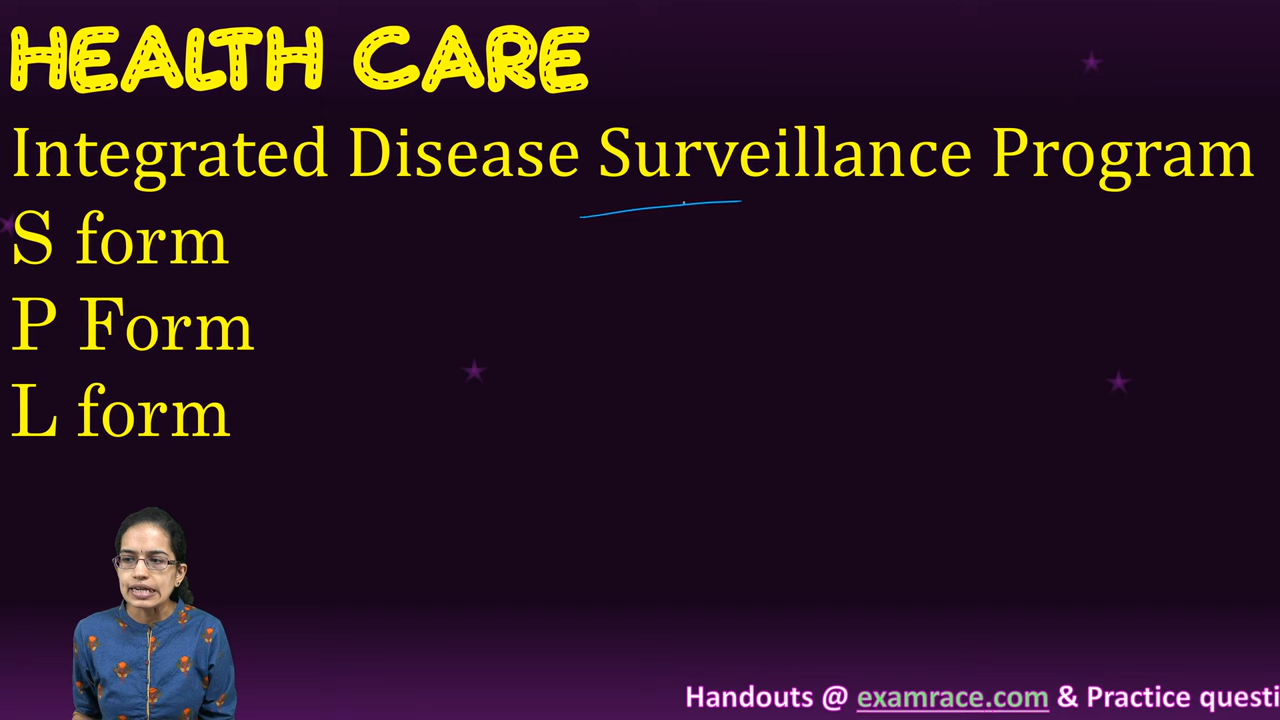 HEALTH CARE
Integrated Disease Surveillance Program
S form
P Form
L form
Handouts @ examrace.com & Practice questi